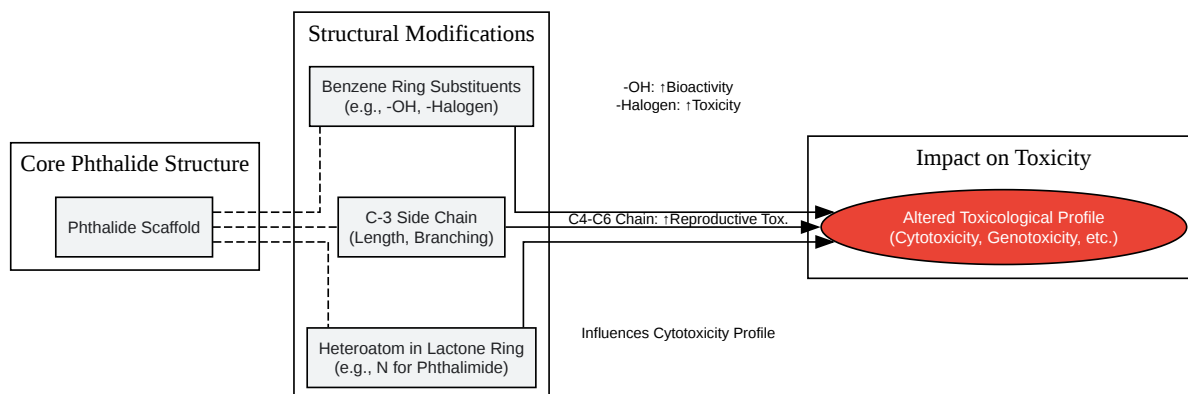 Core Phthalide Structure
Phthalide Scaffold
Structural Modifications
Benzene Ring Substituents
(e.g., -OH, -Halogen)
C-3 Side Chain
(Length, Branching)
Heteroatom in Lactone Ring
(e.g., N for Phthalimide)
-OH: ↑Bioactivity
-Halogen: ↑Toxicity
C4-C6 Chain: ↑Reproductive Tox.
Influences Cytotoxicity Profile
Impact on Toxicity
Altered Toxicological Profile
(Cytotoxicity, Genotoxicity, etc.)